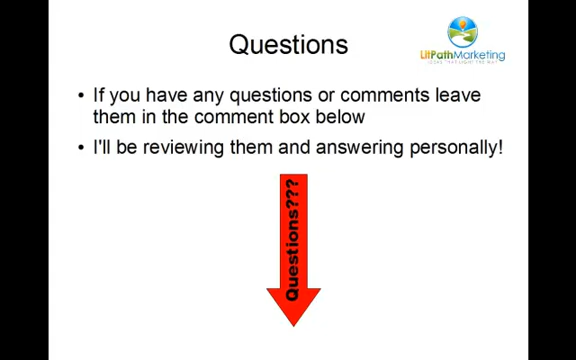 Questions
LitPathMarketing
• If you have any questions or comments leave
them in the comment box below
• I'll be reviewing them and answering personally!
Questions???